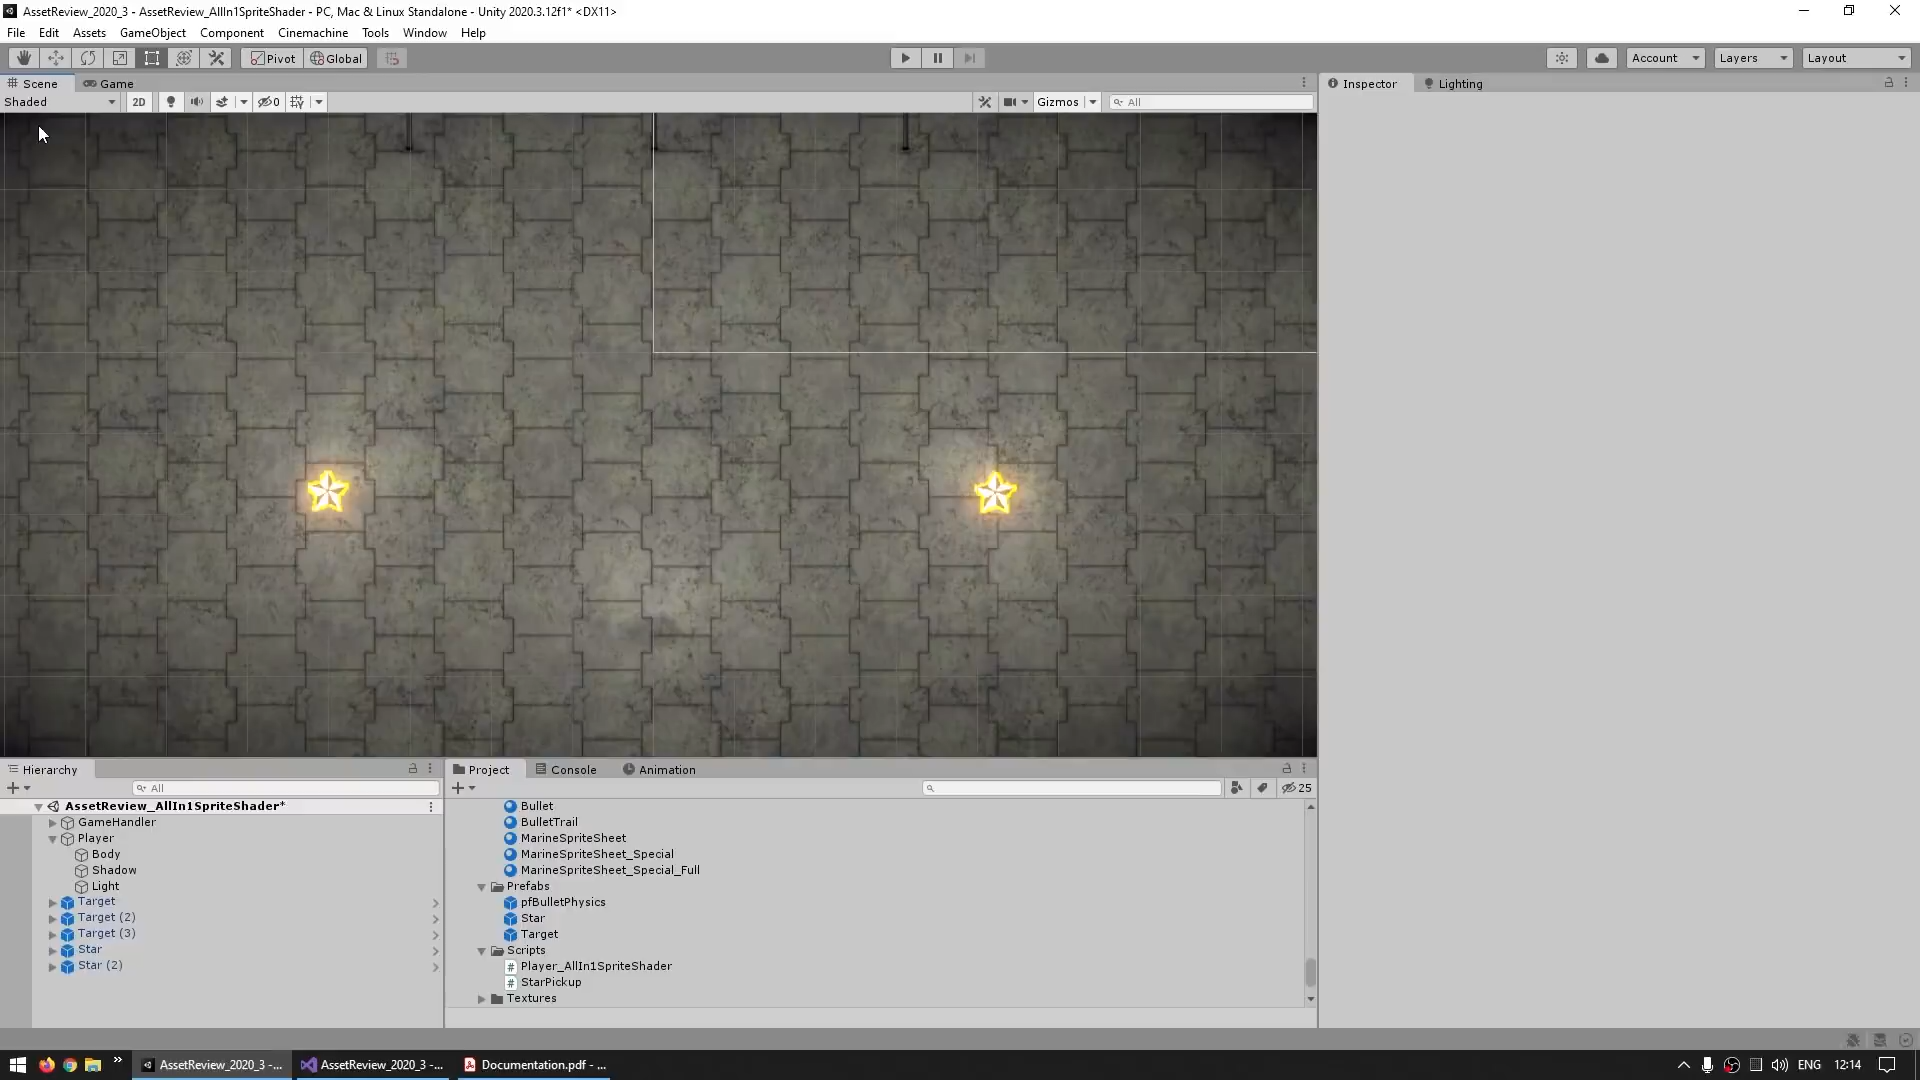 AssetReview_2020_3 - AssetReview_AllIn1SpriteShader - PC, Mac & Linux Standalone - Unity 2020.3.12f1* <DX11>
File Edit Assets GameObject Component Cinemachine Tools Window Help
Pivot Global Account Layers Layout
Scene Game Inspector Lighting
Shaded 2D 0 Gizmos All
Hierarchy Project Console Animation
All 25
AssetReview_AllIn1SpriteShader*
GameHandler
Player
Body
Shadow
Light
Target
Target (2)
Target (3)
Star
Star (2)
Bullet
BulletTrail
MarineSpriteSheet
MarineSpriteSheet_Special
MarineSpriteSheet_Special_Full
Prefabs
pfBulletPhysics
Star
Target
Scripts
Player_AllIn1SpriteShader
StarPickup
Textures
AssetReview_2020_3 -... AssetReview_2020_3 -... Documentation.pdf - ... ENG 12:14